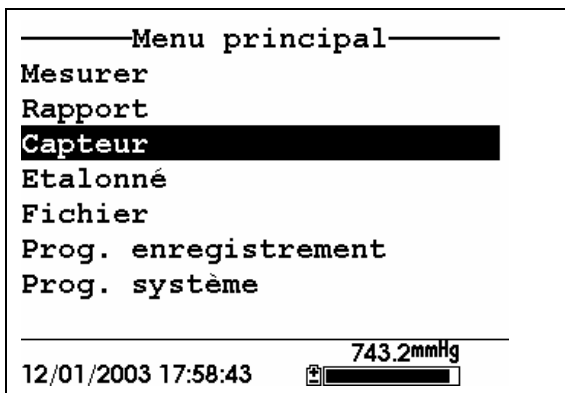 Menu principal
Mesurer
Rapport
Capteur
Etalonné
Fichier
Prog. enregistrement
Prog. système
743.2mmHg
12/01/2003 17:58:43